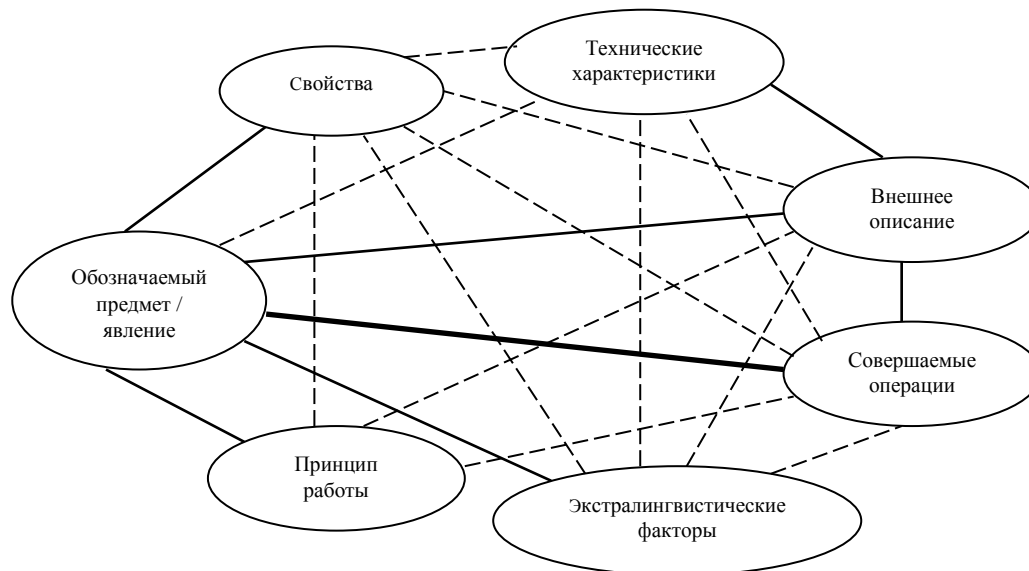 Технические
характеристики
Свойства
Внешнее
описание
Обозначаемый
предмет /
явление
Совершаемые
операции
Принцип
работы
Экстралингвистические
факторы